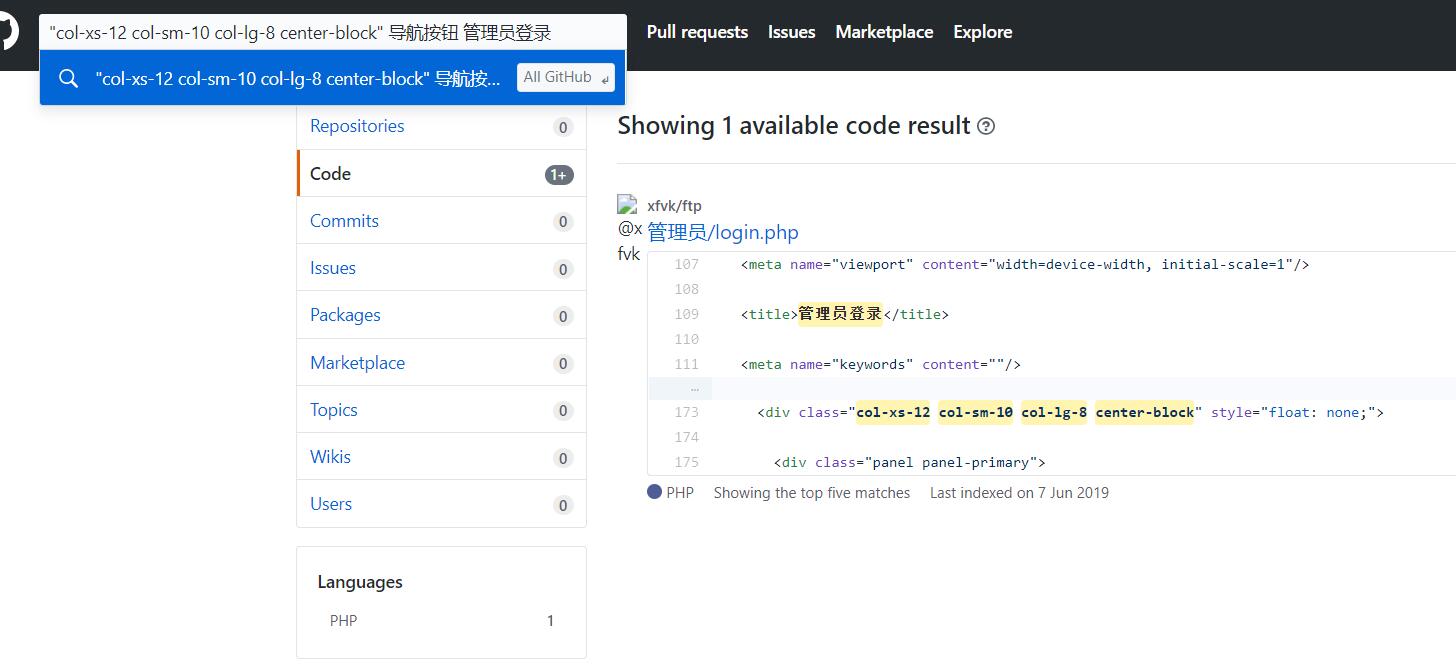 "col-xs-12 col-sm-10 col-lg-8 center-block" 导航按钮 管理员登录
Pull requests Issues Marketplace Explore
"col-xs-12 col-sm-10 col-lg-8 center-block" 导航按... All GitHub ↲
Repositories 0
Code 1+
Commits 0
Issues 0
Packages 0
Marketplace 0
Topics 0
Wikis 0
Users 0
Languages
PHP 1
Showing 1 available code result ?
@xfvk
xfvk/ftp
管理员/login.php
107 <meta name="viewport" content="width=device-width, initial-scale=1"/>
108
109 <title>管理员登录</title>
110
111 <meta name="keywords" content=""/>
…
173 <div class="col-xs-12 col-sm-10 col-lg-8 center-block" style="float: none;">
174
175 <div class="panel panel-primary">
PHP Showing the top five matches Last indexed on 7 Jun 2019